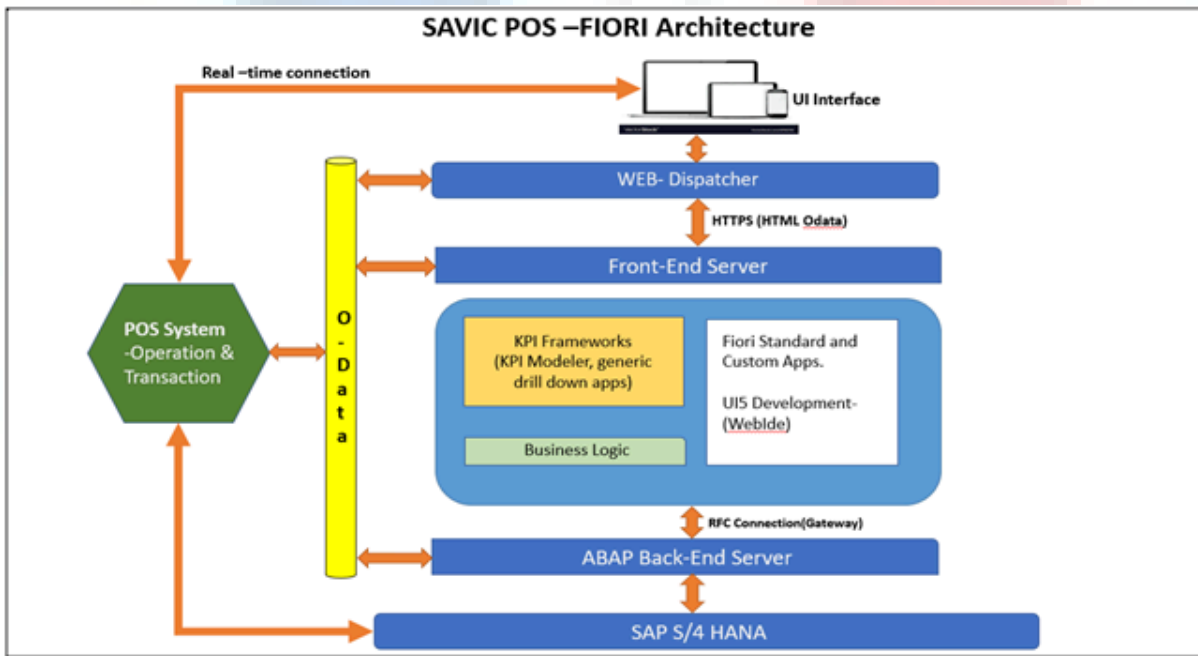 SAVIC POS –FIORI Architecture
Real –time connection
UI Interface
WEB- Dispatcher
HTTPS (HTML Odata)
Front-End Server
POS System
-Operation &
Transaction
O
-
D
a
t
a
KPI Frameworks
(KPI Modeler, generic
drill down apps)
Business Logic
Fiori Standard and
Custom Apps.
UI5 Development-
(WebIde)
RFC Connection(Gateway)
ABAP Back-End Server
SAP S/4 HANA